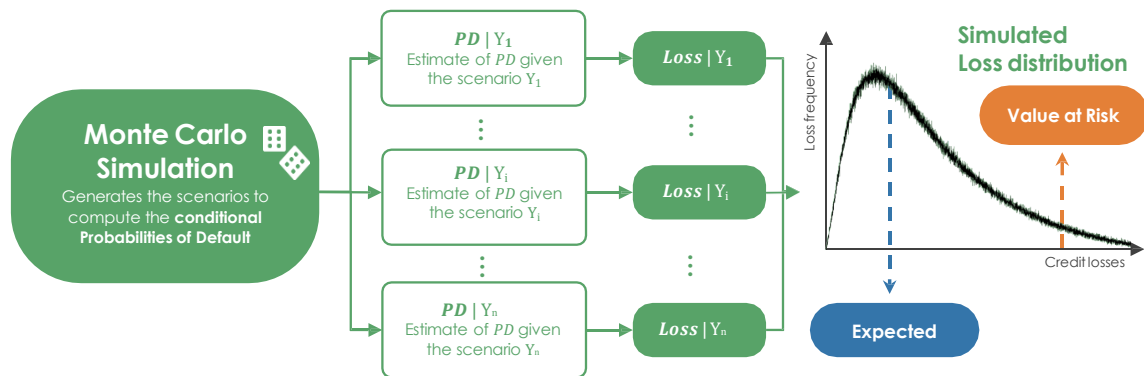 Monte Carlo
Simulation
Generates the scenarios to
compute the conditional
Probabilities of Default
PD | Y₁
Estimate of PD given
the scenario Y₁
Loss | Y₁
PD | Yᵢ
Estimate of PD given
the scenario Yᵢ
Loss | Yᵢ
PD | Yₙ
Estimate of PD given
the scenario Yₙ
Loss | Yₙ
Simulated
Loss distribution
Loss frequency
Value at Risk
Credit losses
Expected